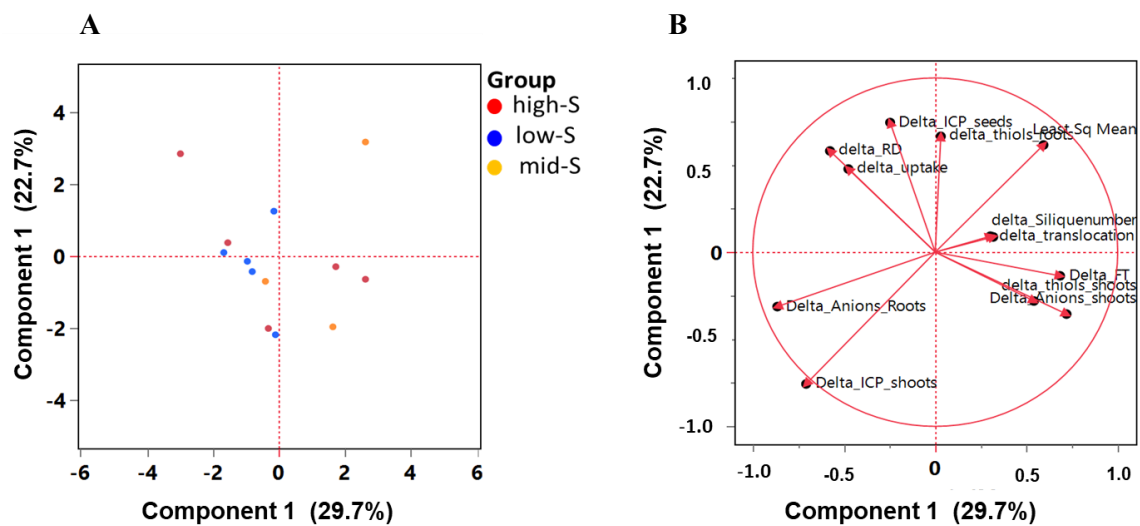 A
B
Component 1 (22.7%)
4
2
0
-2
-4
-6
-4
-2
0
2
4
6
Component 1 (29.7%)
Group
high-S
low-S
mid-S
Component 1 (22.7%)
1.0
0.5
0
-0.5
-1.0
-1.0
-0.5
0
0.5
1.0
Component 1 (29.7%)
Delta_ICP_seeds
Least Sq Mean
delta_thiols_roots
delta_RD
delta_uptake
delta_Siliquenumber
delta_translocation
Delta_FT
delta_thiols_shoots
Delta_Anions_shoots
Delta_Anions_Roots
Delta_ICP_shoots